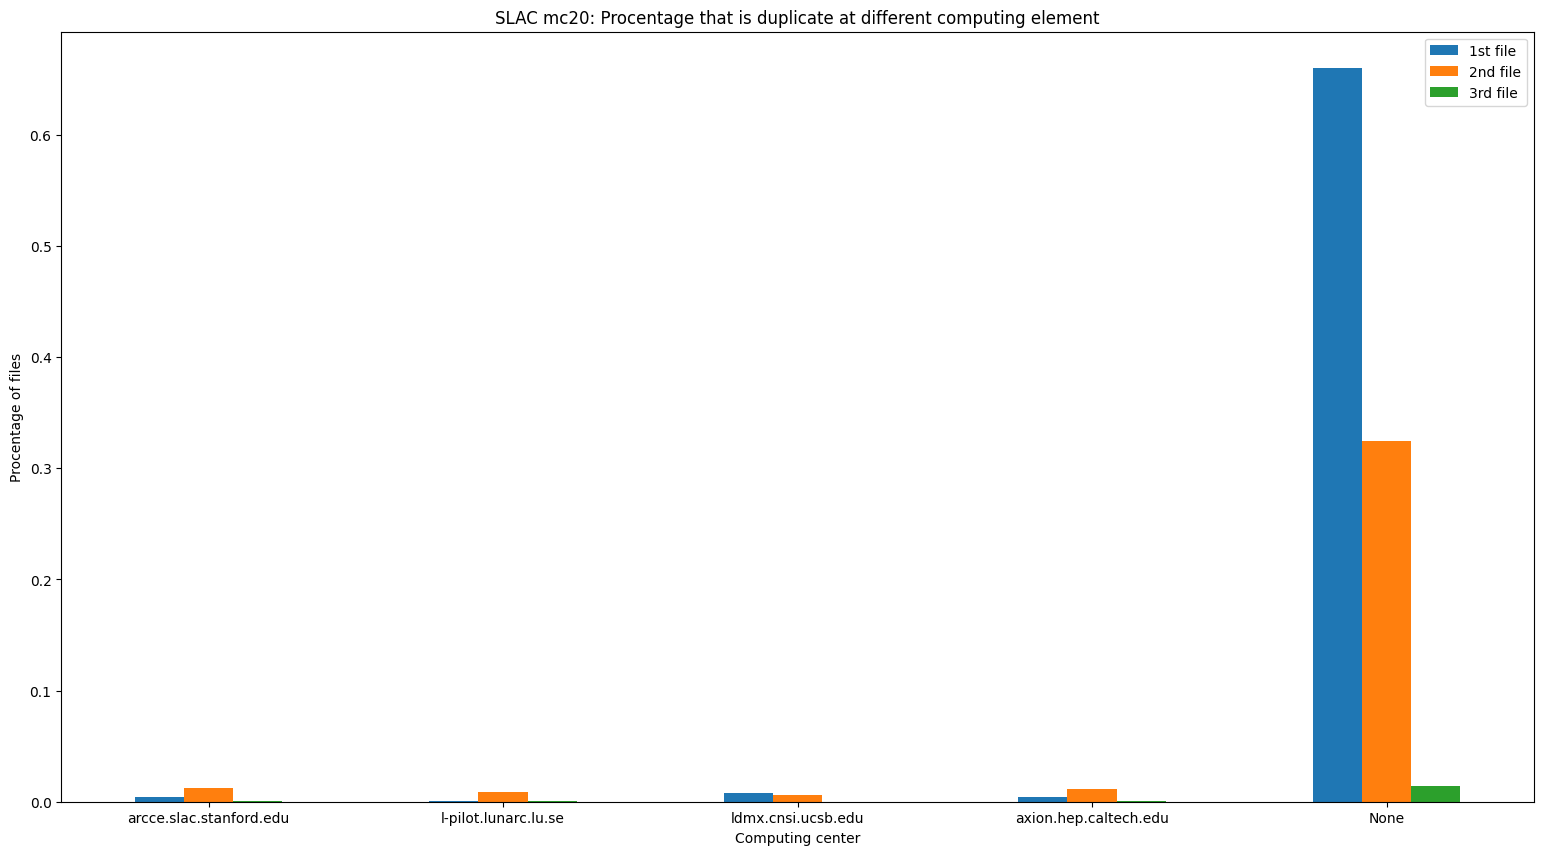 SLAC mc20: Procentage that is duplicate at different computing element
1st file
2nd file
3rd file
Procentage of files
0.6
0.5
0.4
0.3
0.2
0.1
0.0
arcce.slac.stanford.edu
l-pilot.lunarc.lu.se
ldmx.cnsi.ucsb.edu
axion.hep.caltech.edu
None
Computing center